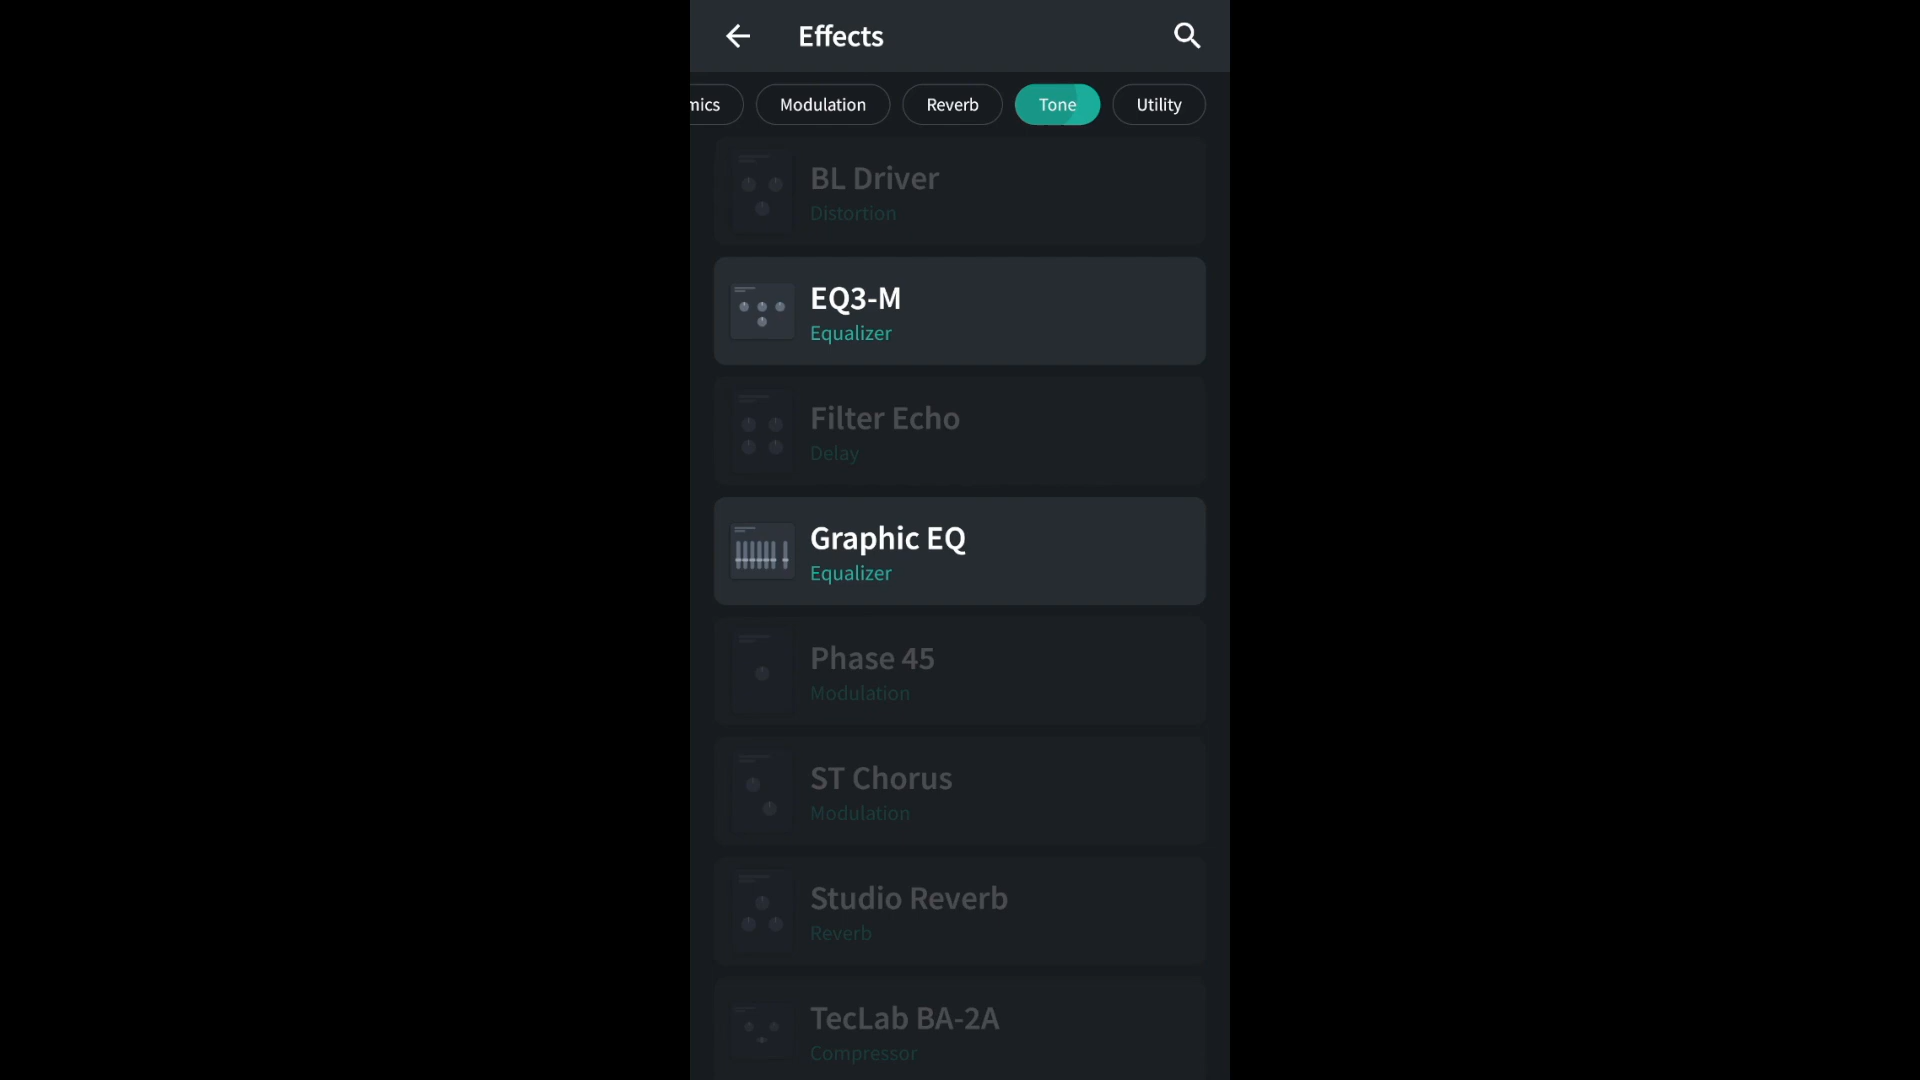 Effects
mics
Modulation
Reverb
Tone
Utility
BL Driver
Distortion
EQ3-M
Equalizer
Filter Echo
Delay
Graphic EQ
Equalizer
Phase 45
Modulation
ST Chorus
Modulation
Studio Reverb
Reverb
TecLab BA-2A
Compressor